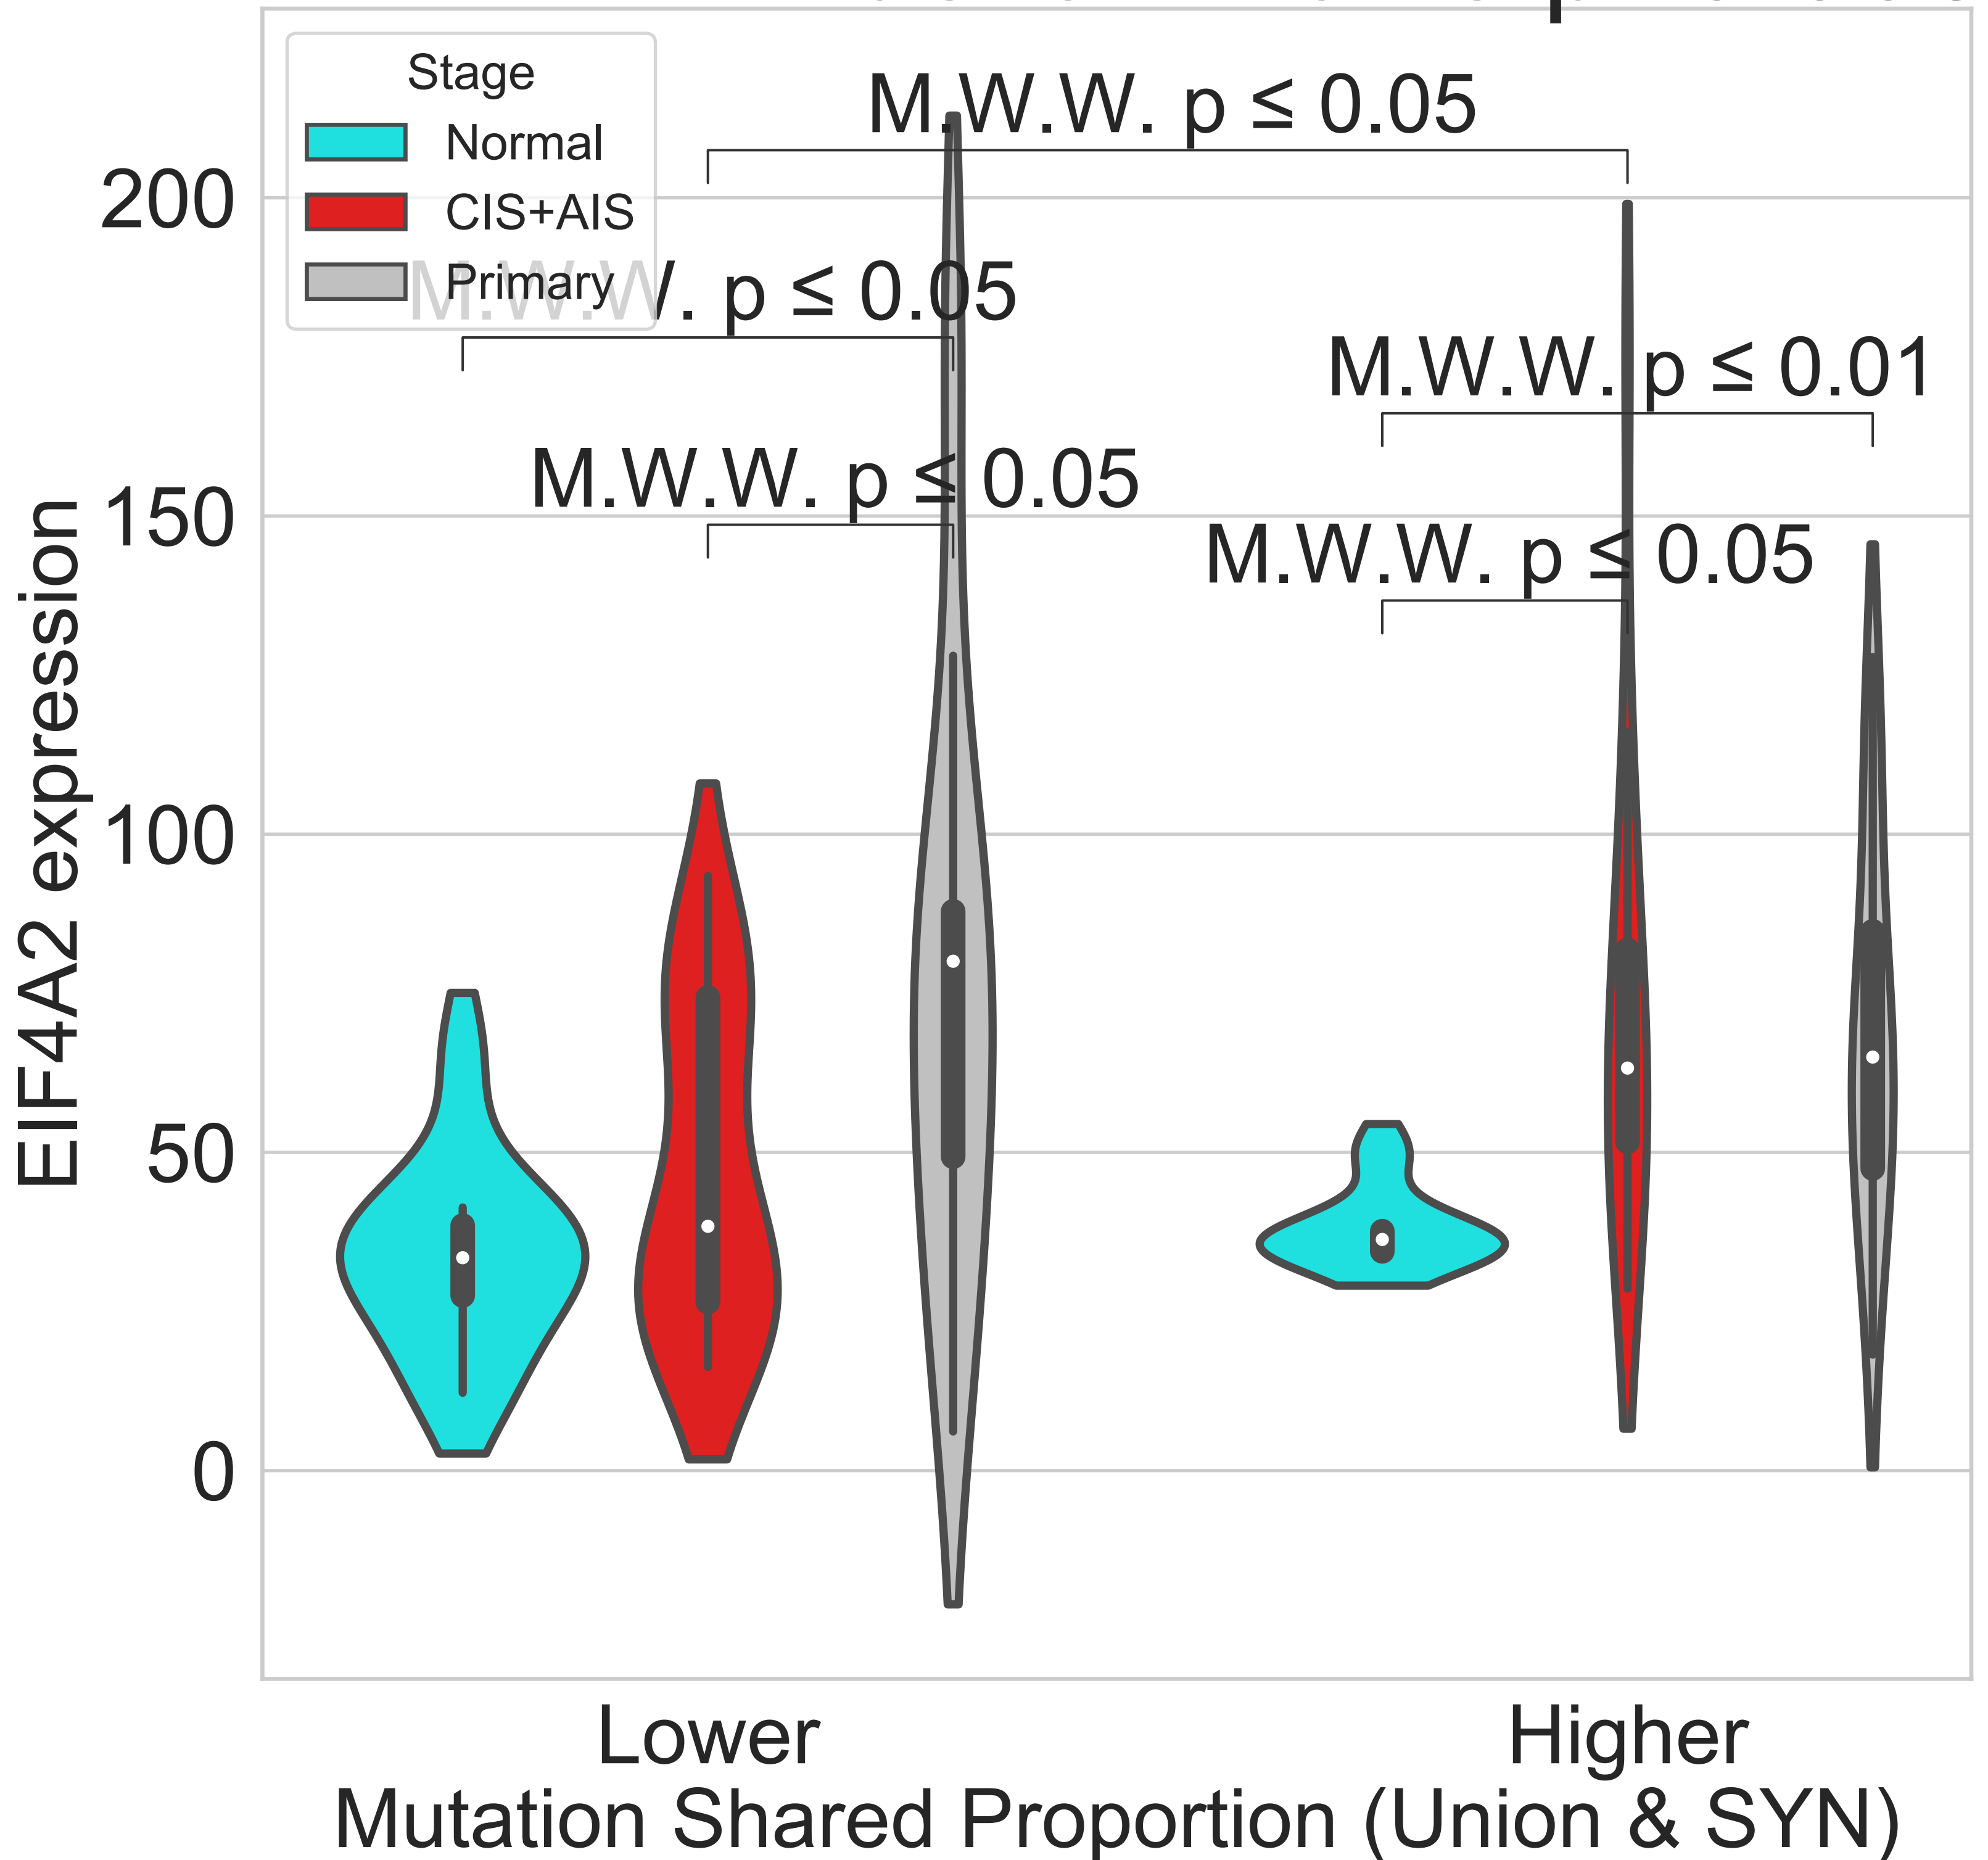 Stage
Normal
CIS+AIS
Primary
M.W.W. p ≤ 0.05
M.W.W. p ≤ 0.05
M.W.W. p ≤ 0.01
M.W.W. p ≤ 0.05
M.W.W. p ≤ 0.05
EIF4A2 expression
200
150
100
50
0
Lower
Higher
Mutation Shared Proportion (Union & SYN)